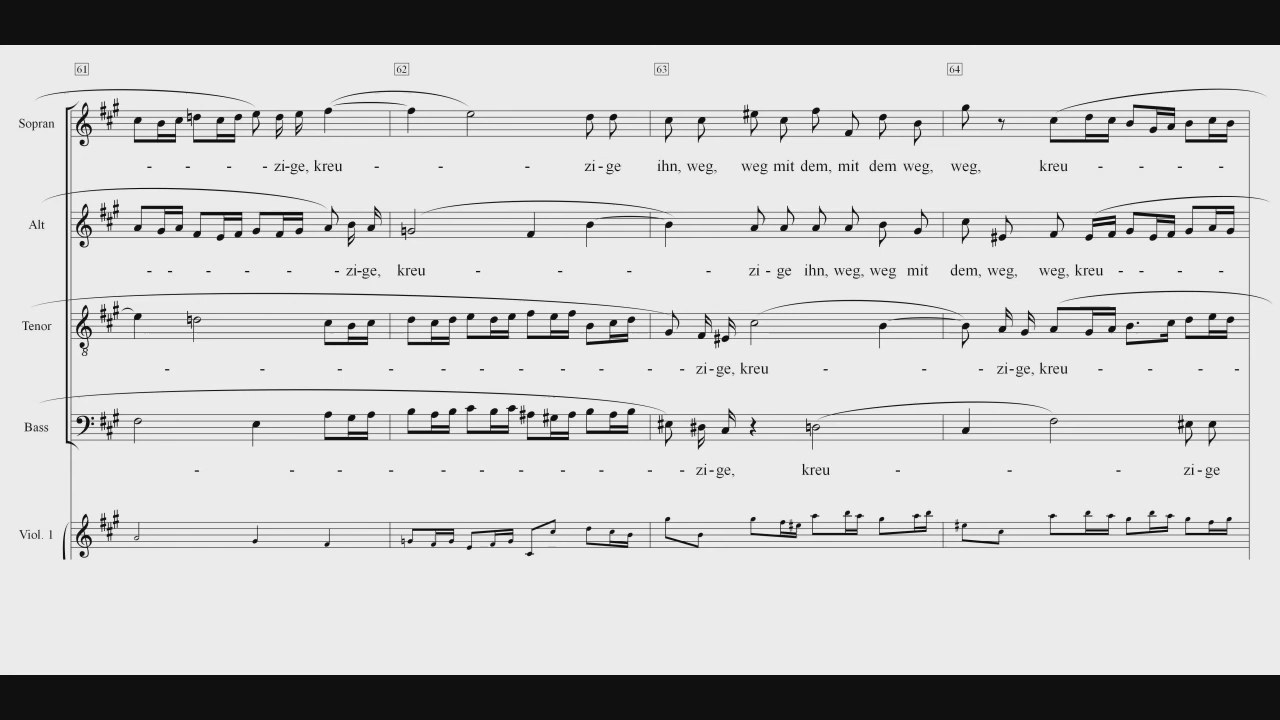 61 62 63 64
Sopran
- - - - zi-ge, kreu - - - zi - ge ihn, weg, weg mit dem, mit dem weg, weg, kreu - - - -
Alt
- - - - - zi-ge, kreu - - - - zi - ge ihn, weg, weg mit dem, weg, weg, kreu - - - -
Tenor
8
- - - - - - - - - - zi-ge, kreu - - - zi-ge, kreu - - - -
Bass
- - - - - - - - - zi-ge, kreu - - - zi - ge
Viol. 1